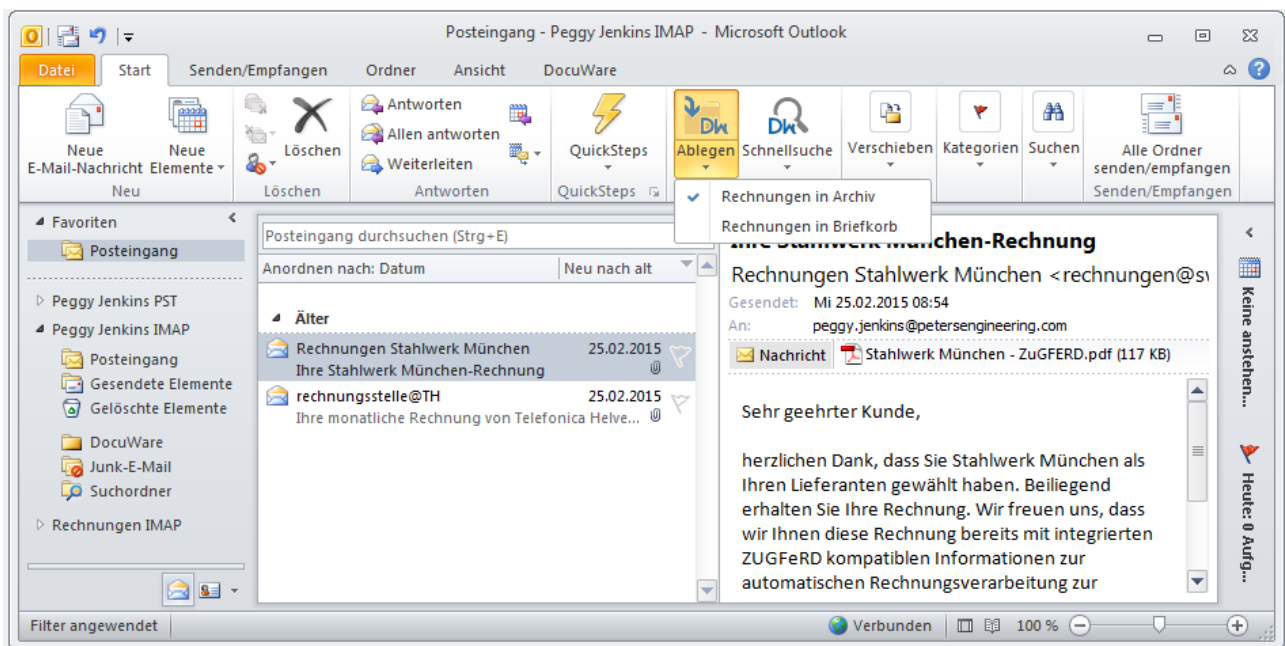 Posteingang - Peggy Jenkins IMAP - Microsoft Outlook
Datei Start Senden/Empfangen Ordner Ansicht DocuWare
Neue E-Mail-Nachricht
Neue Elemente
Neu
Löschen
Löschen
Antworten
Allen antworten
Weiterleiten
Antworten
QuickSteps
QuickSteps
DW
Ablegen
DW
Schnellsuche
Verschieben
Kategorien
Suchen
Alle Ordner
senden/empfangen
Senden/Empfangen
Rechnungen in Archiv
Rechnungen in Briefkorb
Favoriten
Posteingang
Peggy Jenkins PST
Peggy Jenkins IMAP
Posteingang
Gesendete Elemente
Gelöschte Elemente
DocuWare
Junk-E-Mail
Suchordner
Rechnungen IMAP
Posteingang durchsuchen (Strg+E)
Anordnen nach: Datum Neu nach alt
Älter
Rechnungen Stahlwerk München 25.02.2015
Ihre Stahlwerk München-Rechnung
rechnungsstelle@TH 25.02.2015
Ihre monatliche Rechnung von Telefonica Helve...
Ihre Stahlwerk München-Rechnung
Rechnungen Stahlwerk München <rechnungen@sw
Gesendet: Mi 25.02.2015 08:54
An: peggy.jenkins@petersengineering.com
Nachricht Stahlwerk München - ZuGFERD.pdf (117 KB)
Sehr geehrter Kunde,
herzlichen Dank, dass Sie Stahlwerk München als
Ihren Lieferanten gewählt haben. Beiliegend
erhalten Sie Ihre Rechnung. Wir freuen uns, dass
wir Ihnen diese Rechnung bereits mit integrierten
ZUGFeRD kompatiblen Informationen zur
automatischen Rechnungsverarbeitung zur
Keine anstehen...
Heute: 0 Aufg...
Filter angewendet
Verbunden 100 %